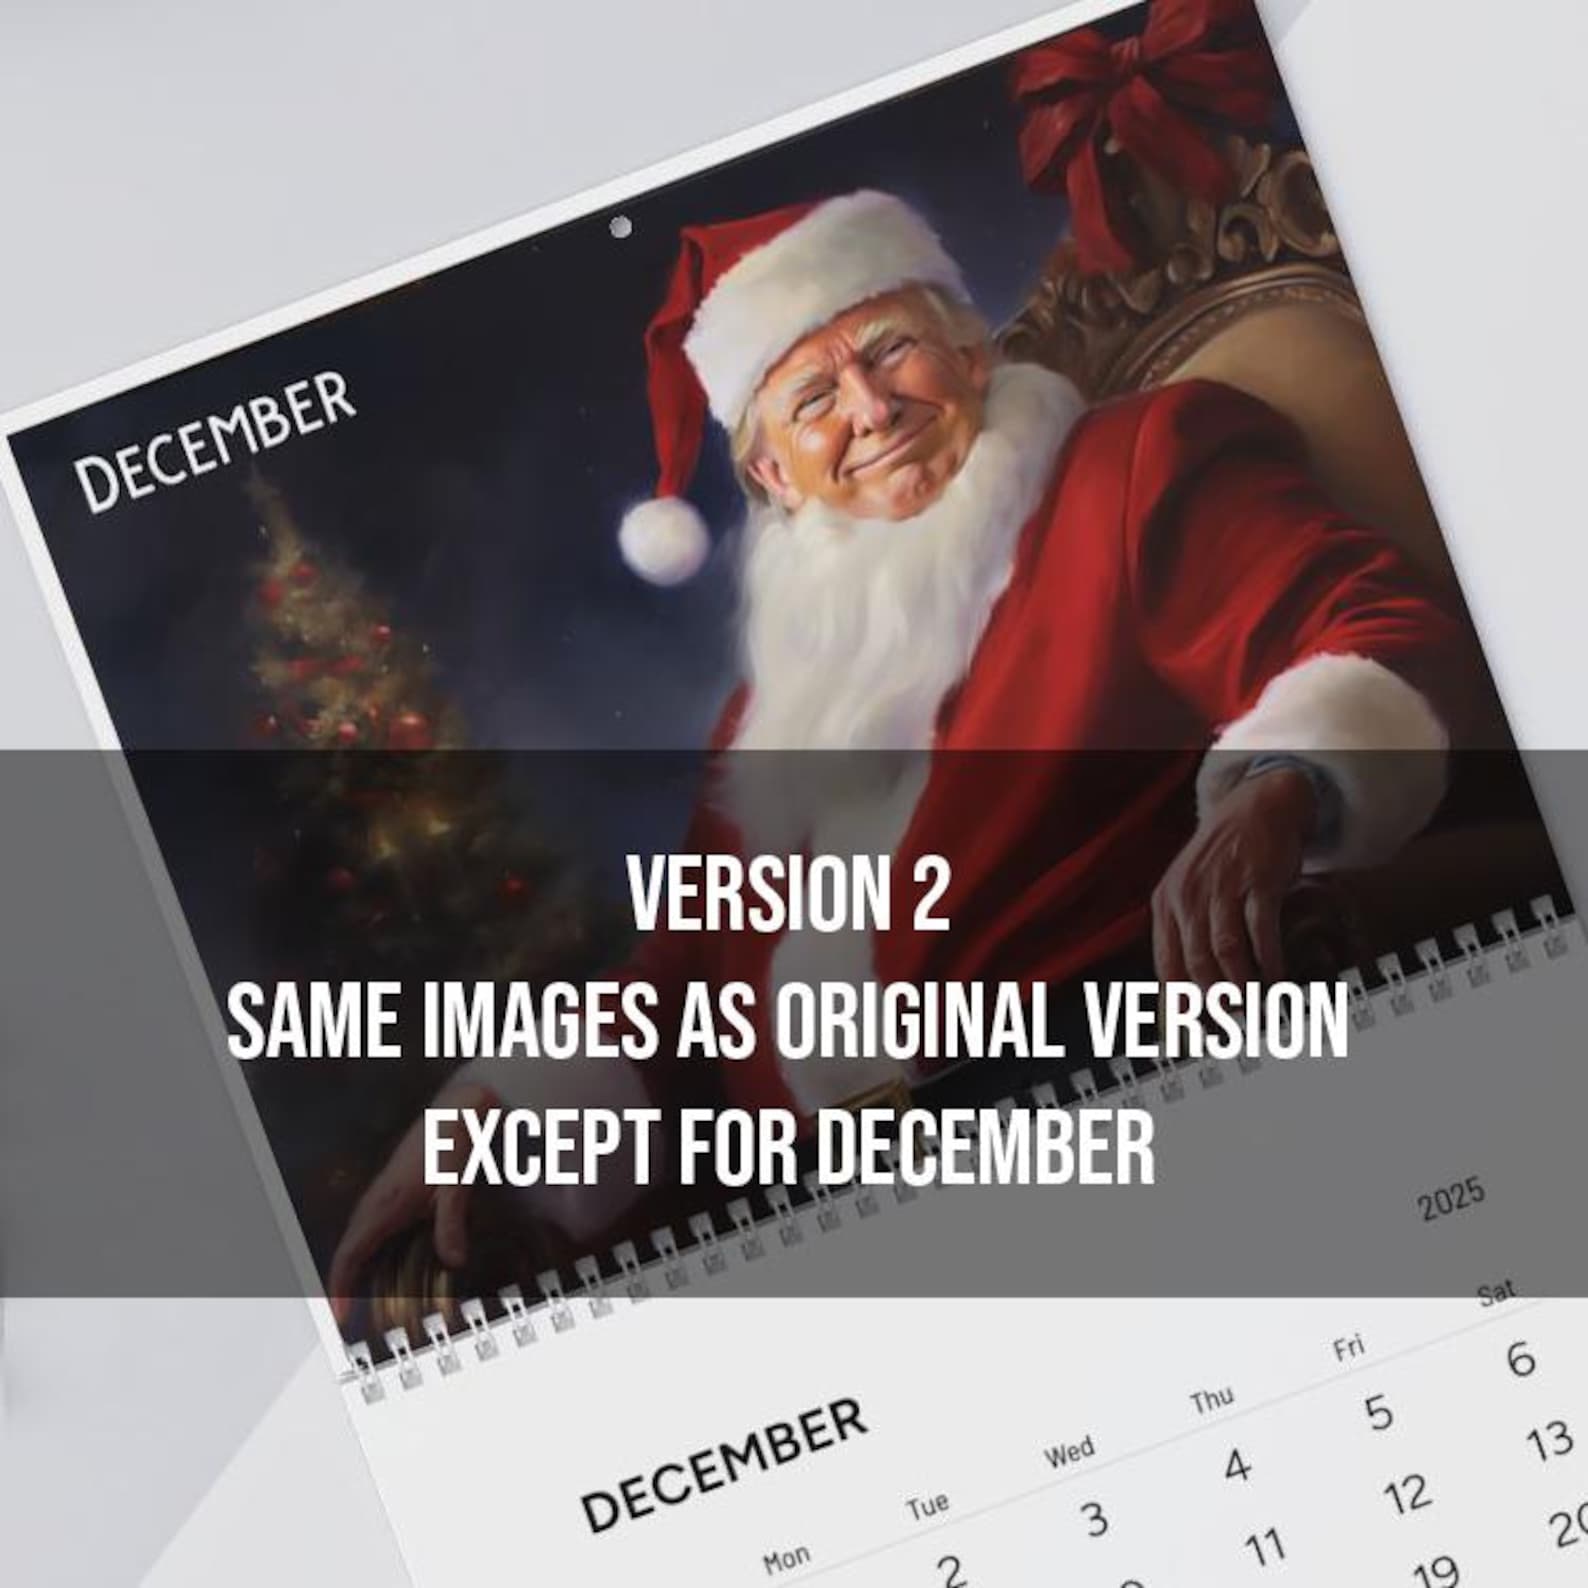 DECEMBER
VERSION 2
SAME IMAGES AS ORIGINAL VERSION
EXCEPT FOR DECEMBER
2025
DECEMBER
Mon Tue Wed Thu Fri Sat
2 3 4 5 6
11 12 13
19